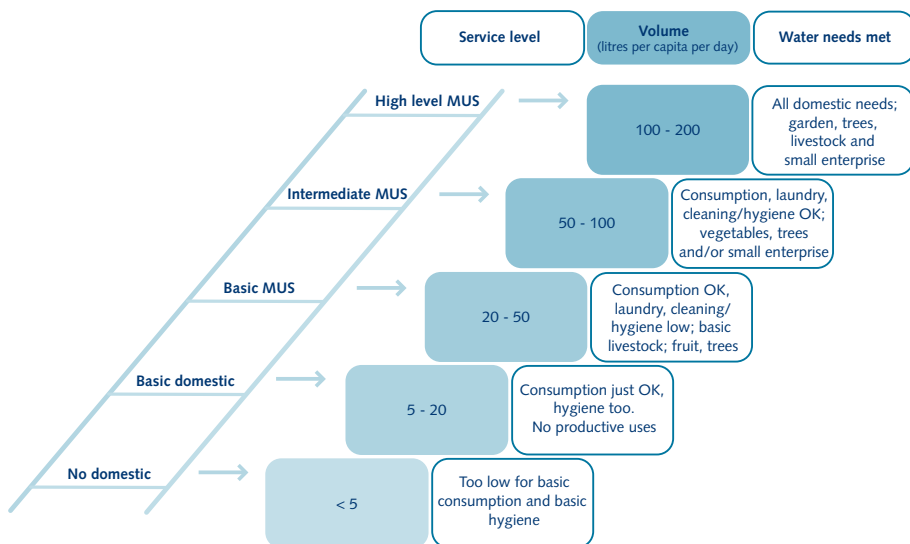 Service level
Volume
(litres per capita per day)
Water needs met
High level MUS
100 - 200
All domestic needs;
garden, trees,
livestock and
small enterprise
Intermediate MUS
50 - 100
Consumption, laundry,
cleaning/hygiene OK;
vegetables, trees
and/or small enterprise
Basic MUS
20 - 50
Consumption OK,
laundry, cleaning/
hygiene low; basic
livestock; fruit, trees
Basic domestic
5 - 20
Consumption just OK,
hygiene too.
No productive uses
No domestic
< 5
Too low for basic
consumption and basic
hygiene